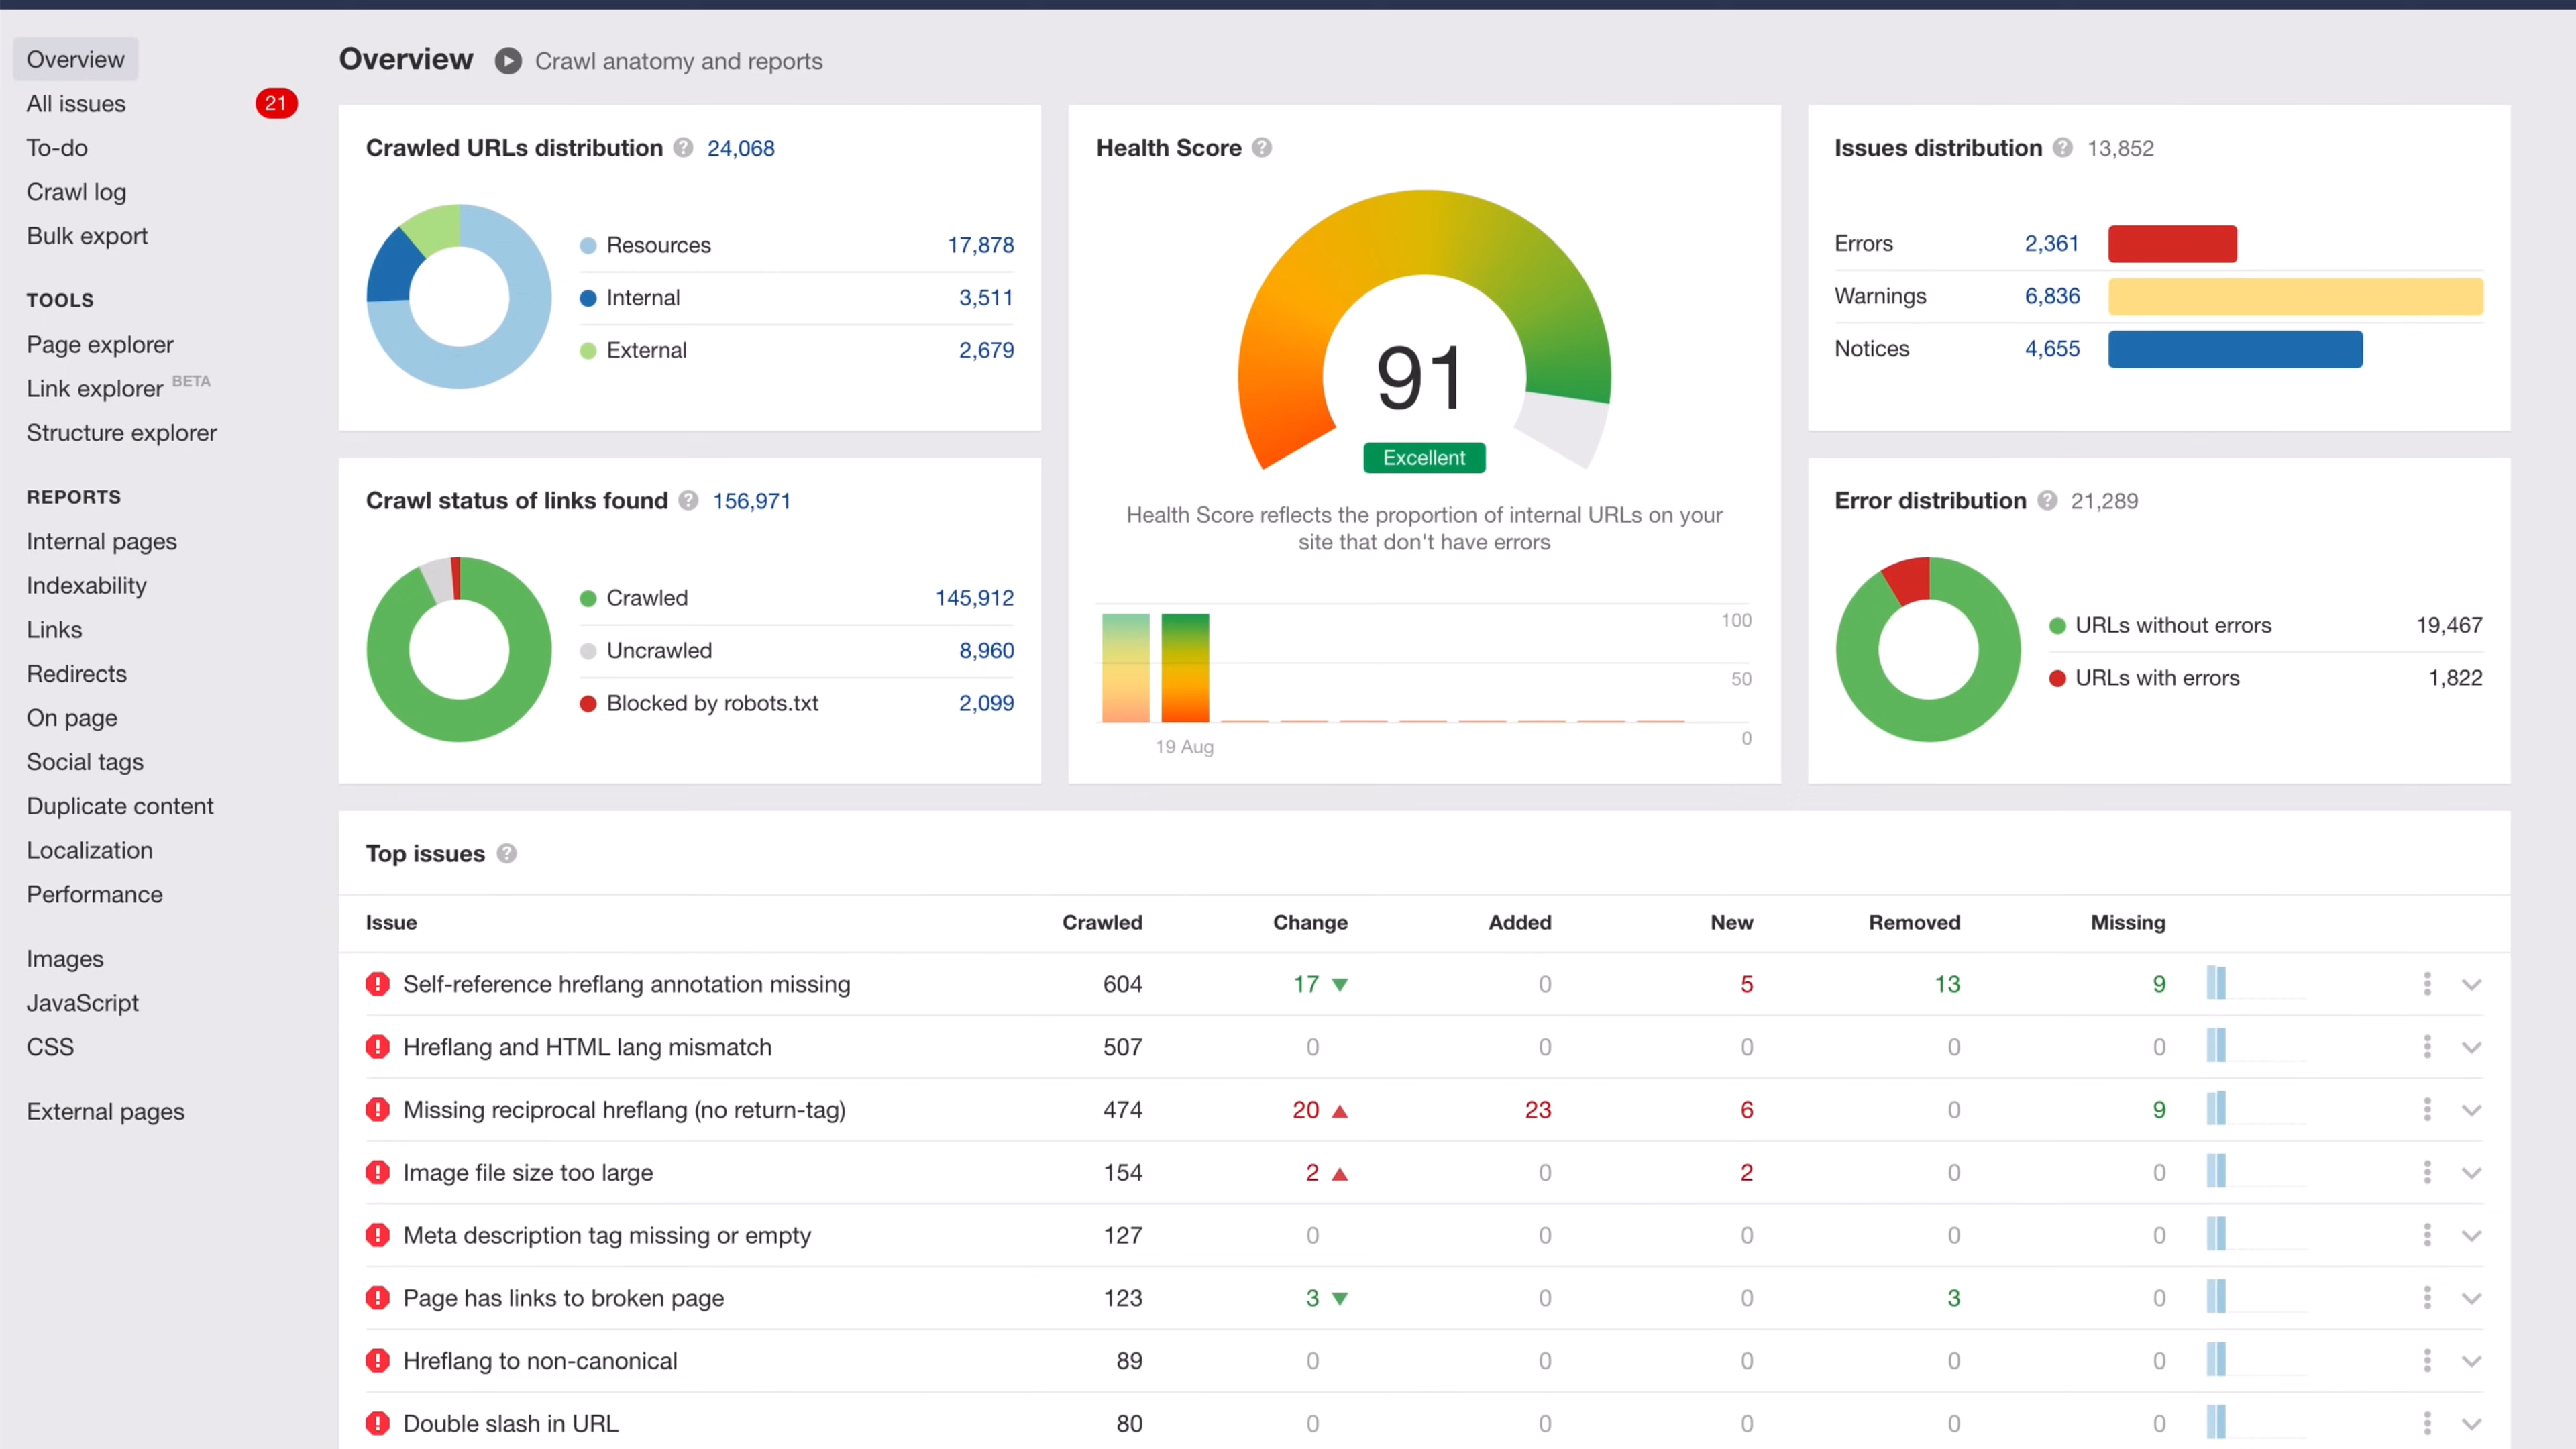 Overview
All issues 21
To-do
Crawl log
Bulk export
TOOLS
Page explorer
Link explorer BETA
Structure explorer
REPORTS
Internal pages
Indexability
Links
Redirects
On page
Social tags
Duplicate content
Localization
Performance
Images
JavaScript
CSS
External pages
Overview Crawl anatomy and reports
Crawled URLs distribution ? 24,068
Resources 17,878
Internal 3,511
External 2,679
Crawl status of links found ? 156,971
Crawled 145,912
Uncrawled 8,960
Blocked by robots.txt 2,099
Health Score ?
91
Excellent
Health Score reflects the proportion of internal URLs on your
site that don't have errors
100
50
0
19 Aug
Issues distribution ? 13,852
Errors 2,361
Warnings 6,836
Notices 4,655
Error distribution ? 21,289
URLs without errors 19,467
URLs with errors 1,822
Top issues ?
Issue Crawled Change Added New Removed Missing
Self-reference hreflang annotation missing 604 17 ▼ 0 5 13 9
Hreflang and HTML lang mismatch 507 0 0 0 0 0
Missing reciprocal hreflang (no return-tag) 474 20 ▲ 23 6 0 9
Image file size too large 154 2 ▲ 0 2 0 0
Meta description tag missing or empty 127 0 0 0 0 0
Page has links to broken page 123 3 ▼ 0 0 3 0
Hreflang to non-canonical 89 0 0 0 0 0
Double slash in URL 80 0 0 0 0 0